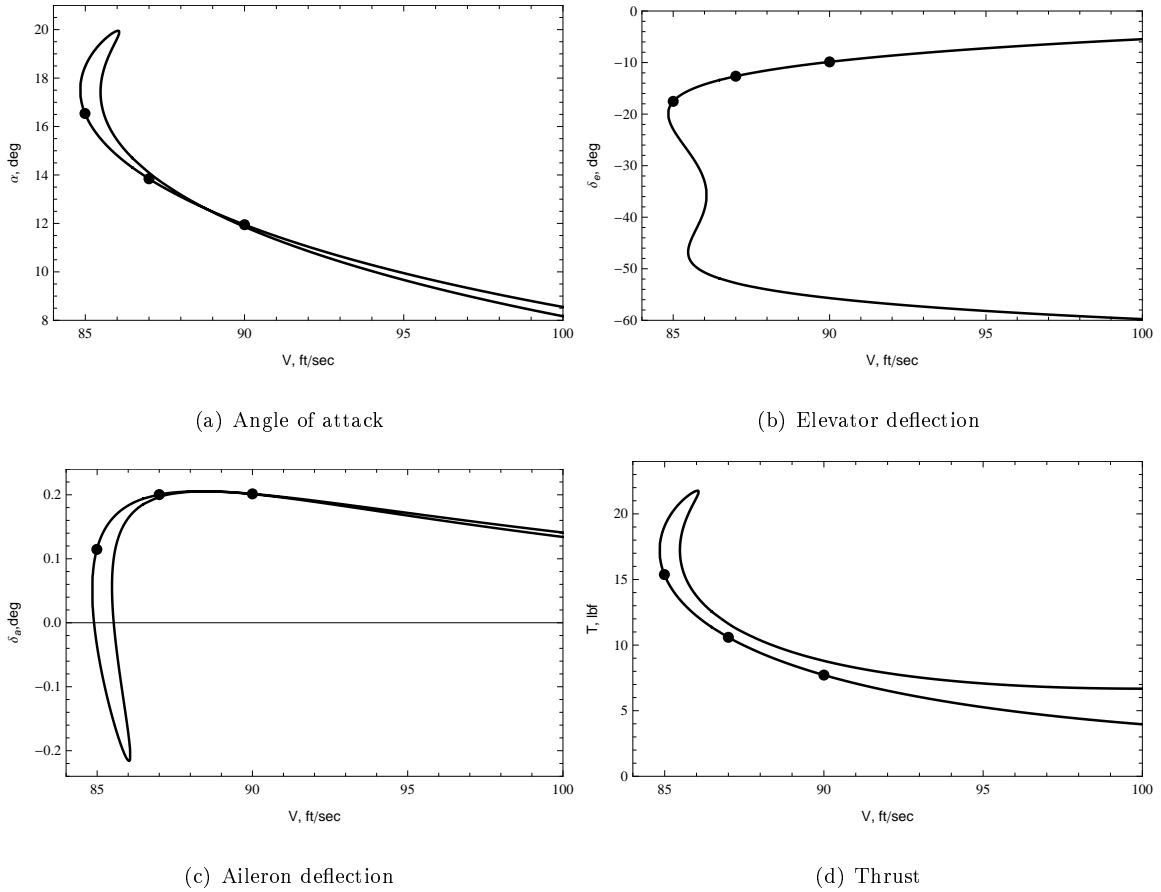 20
18
16
14
12
10
8
α, deg
85 90 95 100
V, ft/sec
(a) Angle of attack
0
−10
−20
−30
−40
−50
−60
δe, deg
85 90 95 100
V, ft/sec
(b) Elevator deflection
0.2
0.1
0.0
−0.1
−0.2
δa,deg
85 90 95 100
V, ft/sec
(c) Aileron deflection
20
15
10
5
0
T, lbf
85 90 95 100
V, ft/sec
(d) Thrust